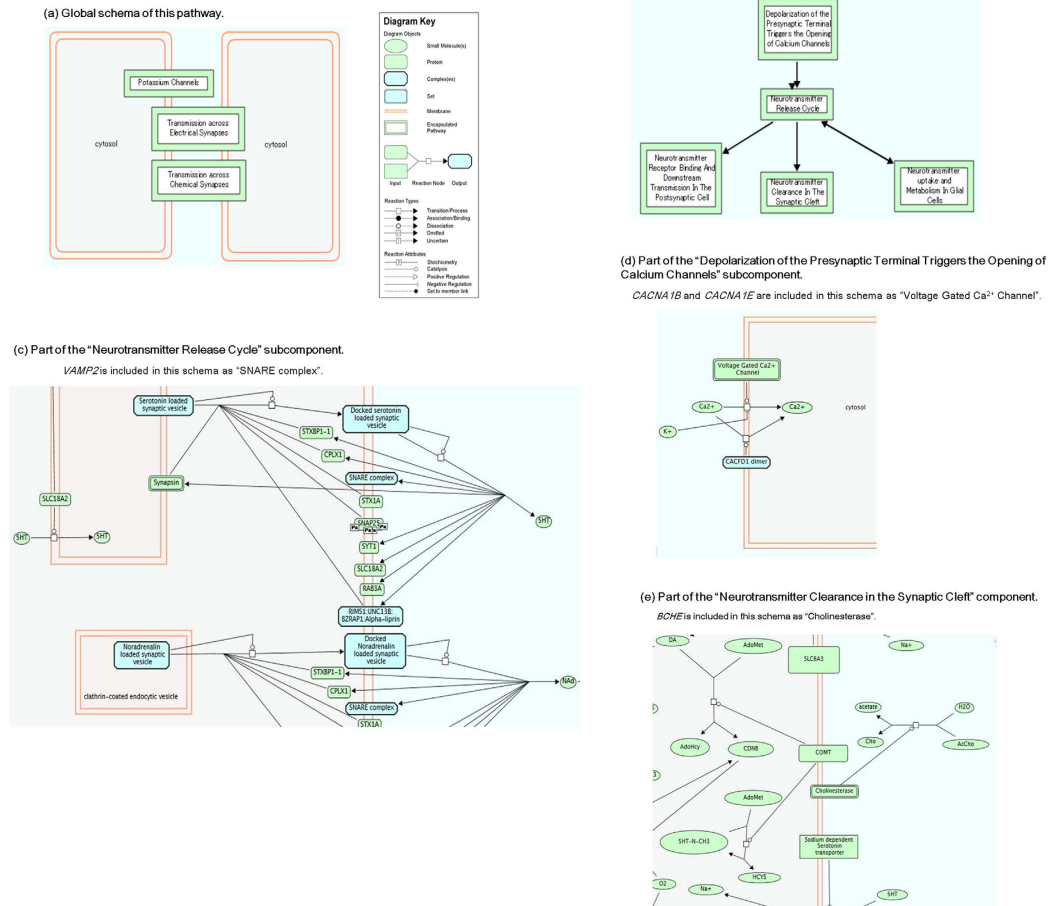 (a) Global schema of this pathway.
Potassium Channels
Transmission across
Electrical Synapses
cytosol
cytosol
Transmission across
Chemical Synapses
Diagram Key
Diagram Objects
Small Molecule(s)
Protein
Complex(es)
Set
Membrane
Encapsulated
Pathway
Input
Reaction Node
Output
Reaction Types
Transition/Process
Association/Binding
Dissociation
Omitted
Uncertain
Reaction Attributes
Stoichiometry
Catalysis
Positive Regulation
Negative Regulation
Set to member link
Depolarization of the
Presynaptic Terminal
Triggers the Opening
of Calcium Channels
Neurotransmitter
Release Cycle
Neurotransmitter
Receptor Binding And
Downstream
Transmission In The
Postsynaptic Cell
Neurotransmitter
Clearance In The
Synaptic Cleft
Neurotransmitter
uptake and
Metabolism In Glial
Cells
(d) Part of the “Depolarization of the Presynaptic Terminal Triggers the Opening of
Calcium Channels” subcomponent.
CACNA1B and CACNA1E are included in this schema as “Voltage Gated Ca²⁺ Channel”.
Voltage Gated Ca2+
Channel
Ca2+
Ca2+
cytosol
K+
CACFD1 dimer
(c) Part of the “Neurotransmitter Release Cycle” subcomponent.
VAMP2 is included in this schema as “SNARE complex”.
Serotonin loaded
synaptic vesicle
Docked serotonin
loaded synaptic
vesicle
STXBP1-1
CPLX1
SNARE complex
Synapsin
SLC18A2
STX1A
SNAP25
5HT
5HT
5HT
SYT1
SLC18A2
RAB3A
RIMS1:UNC13B:
BZRAP1:Alpha-liprin
Noradrenalin
loaded synaptic
vesicle
Docked
Noradrenalin
loaded synaptic
vesicle
STXBP1-1
CPLX1
NAd
clathrin-coated endocytic vesicle
SNARE complex
STX1A
(e) Part of the “Neurotransmitter Clearance in the Synaptic Cleft” component.
BCHE is included in this schema as “Cholinesterase”.
DA
AdoMet
SLC6A3
Na+
acetate
H2O
AdoHcy
CDNB
COMT
Cho
AcCho
Cholinesterase
AdoMet
5HT-N-CH3
Sodium dependent
Serotonin
transporter
HCYS
O2
Na+
5HT